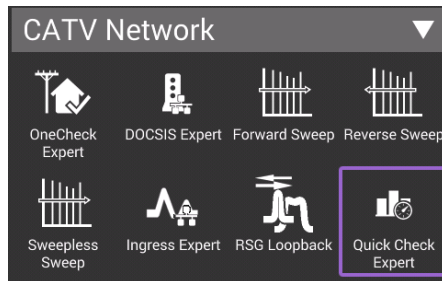 CATV Network
OneCheck
Expert
DOCSIS Expert
Forward Sweep
Reverse Sweep
Sweepless
Sweep
Ingress Expert
RSG Loopback
Quick Check
Expert